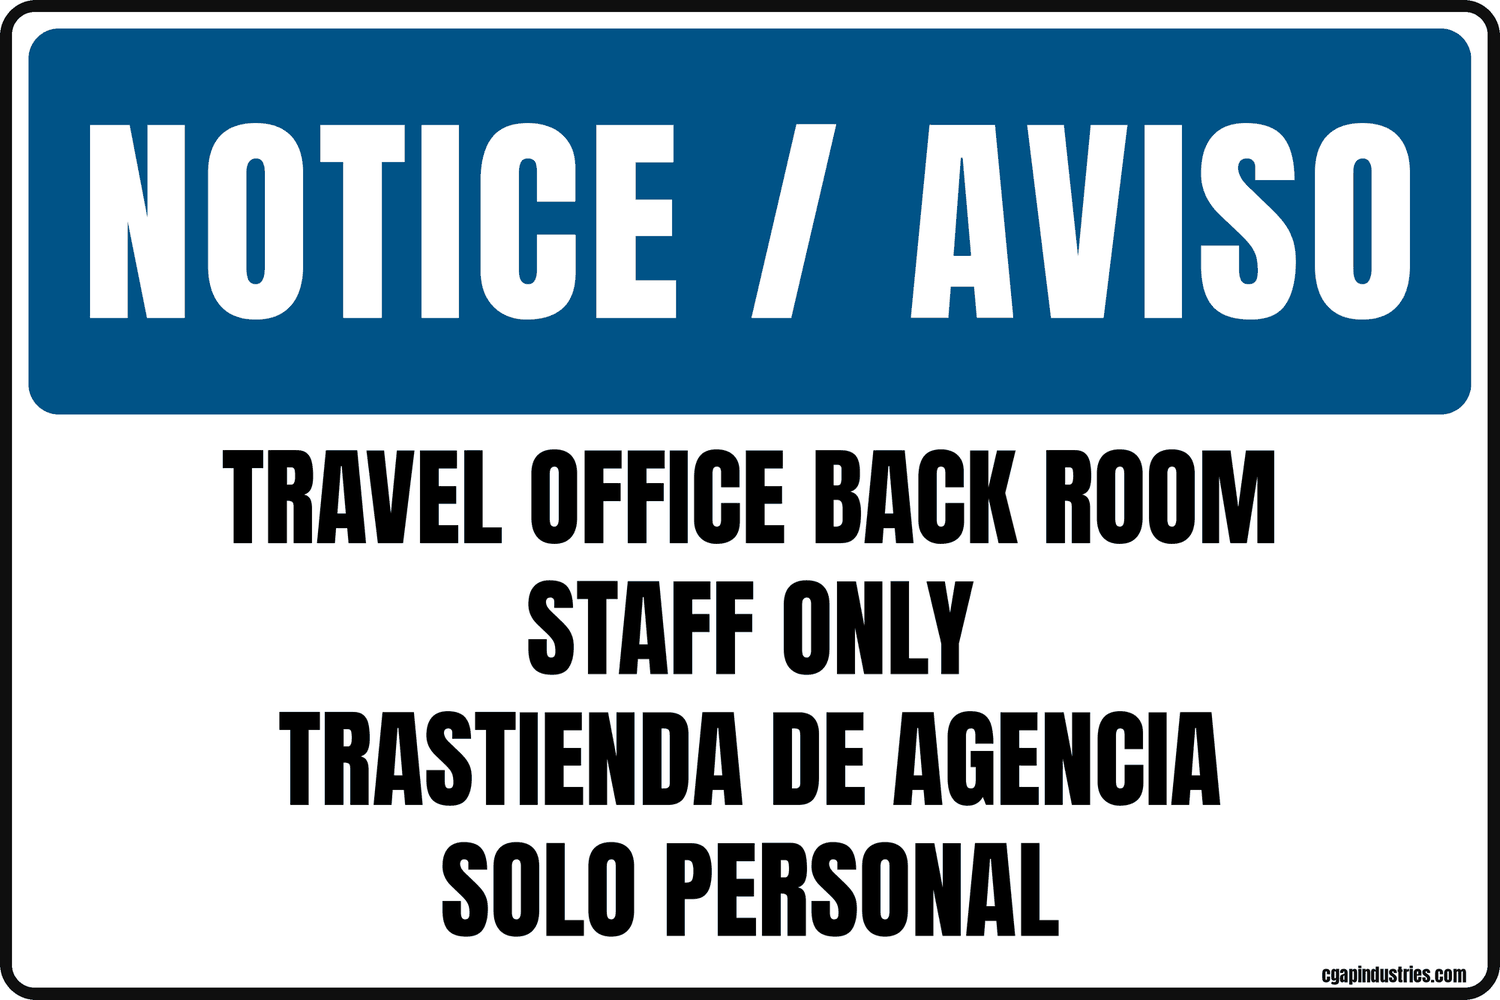 NOTICE / AVISO
TRAVEL OFFICE BACK ROOM
STAFF ONLY
TRASTIENDA DE AGENCIA
SOLO PERSONAL
cgapindustries.com